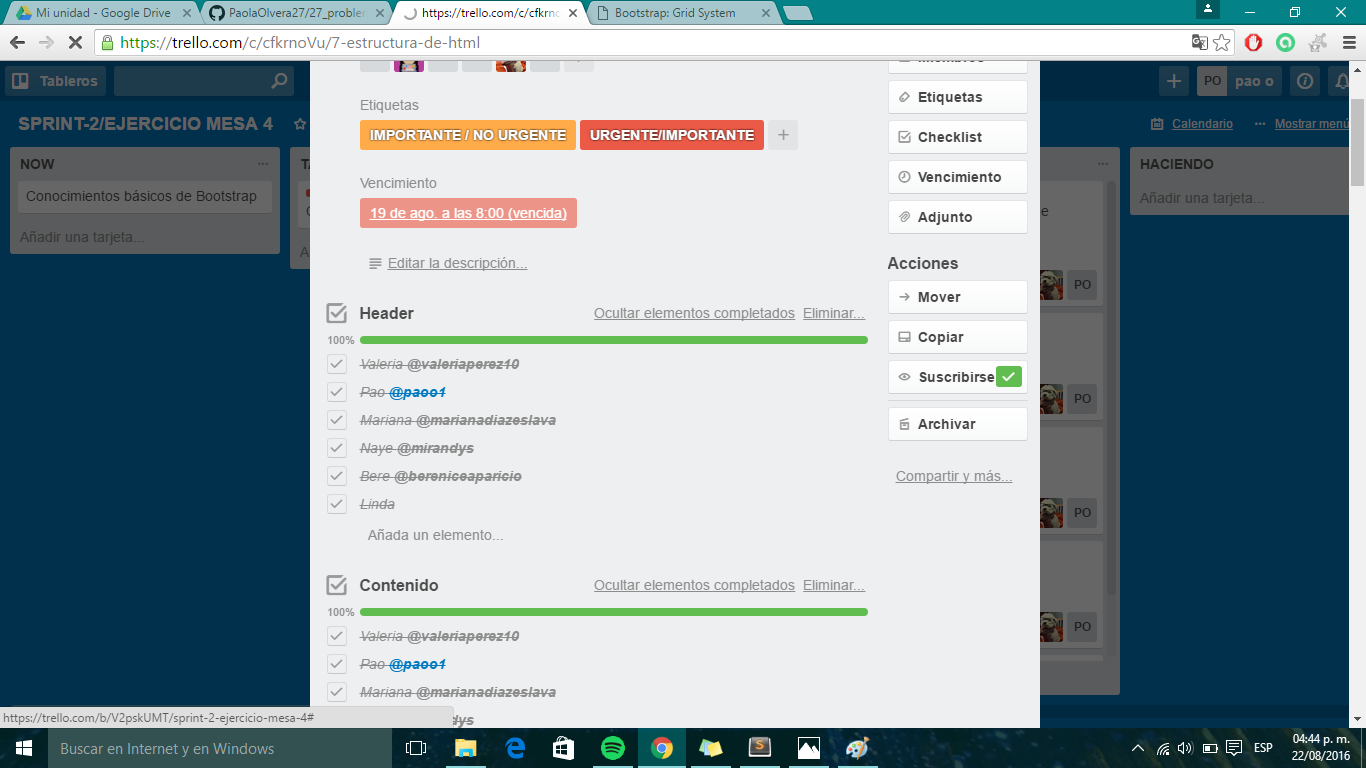 Mi unidad - Google Drive
PaolaOlvera27/27_proble
https://trello.com/c/cfkrno
Bootstrap: Grid System
https://trello.com/c/cfkrnoVu/7-estructura-de-html
Tableros
PO
pao o
SPRINT-2/EJERCICIO MESA 4
Calendario
Mostrar menú
NOW
Conocimientos básicos de Bootstrap
Añadir una tarjeta...
Etiquetas
IMPORTANTE / NO URGENTE
URGENTE/IMPORTANTE
+
Vencimiento
19 de ago. a las 8:00 (vencida)
Editar la descripción...
Header
Ocultar elementos completados
Eliminar...
100%
Valeria @valeriaperez10
Pao @paoo1
Mariana @marianadiazeslava
Naye @mirandys
Bere @bereniceaparicio
Linda
Añada un elemento...
Contenido
Ocultar elementos completados
Eliminar...
100%
Valeria @valeriaperez10
Pao @paoo1
Mariana @marianadiazeslava
Miembros
Etiquetas
Checklist
Vencimiento
Adjunto
Acciones
Mover
Copiar
Suscribirse
Archivar
Compartir y más...
PO
PO
PO
PO
HACIENDO
Añadir una tarjeta...
https://trello.com/b/V2pskUMT/sprint-2-ejercicio-mesa-4#
Buscar en Internet y en Windows
ESP
04:44 p. m.
22/08/2016